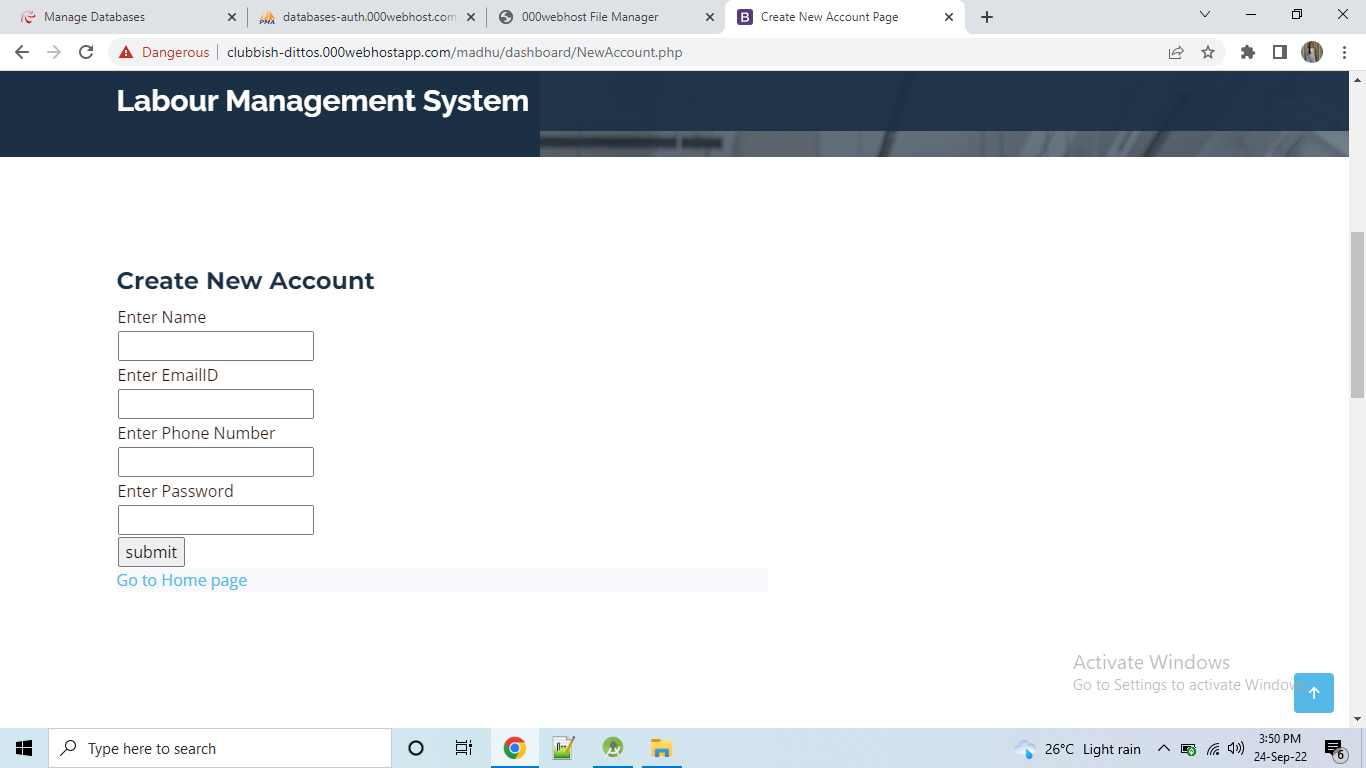 Manage Databases
databases-auth.000webhost.com
000webhost File Manager
Create New Account Page
Dangerous
clubbish-dittos.000webhostapp.com/madhu/dashboard/NewAccount.php
Labour Management System
Create New Account
Enter Name
Enter EmailID
Enter Phone Number
Enter Password
submit
Go to Home page
Activate Windows
Go to Settings to activate Windows
Type here to search
26°C Light rain
3:50 PM
24-Sep-22
6